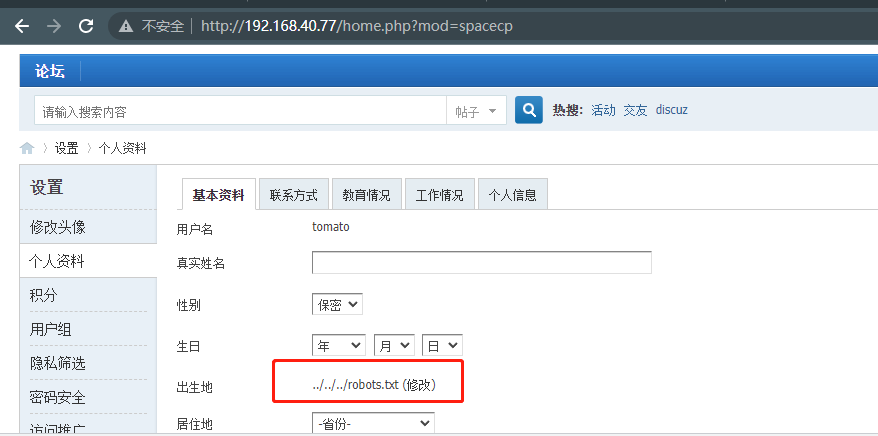 不安全 http://192.168.40.77/home.php?mod=spacecp
论坛
请输入搜索内容 帖子 热搜: 活动 交友 discuz
设置 个人资料
设置
修改头像
个人资料
积分
用户组
隐私筛选
密码安全
访问推广
基本资料 联系方式 教育情况 工作情况 个人信息
用户名 tomato
真实姓名
性别 保密
生日 年 月 日
出生地 ../../../robots.txt (修改)
居住地 -省份-